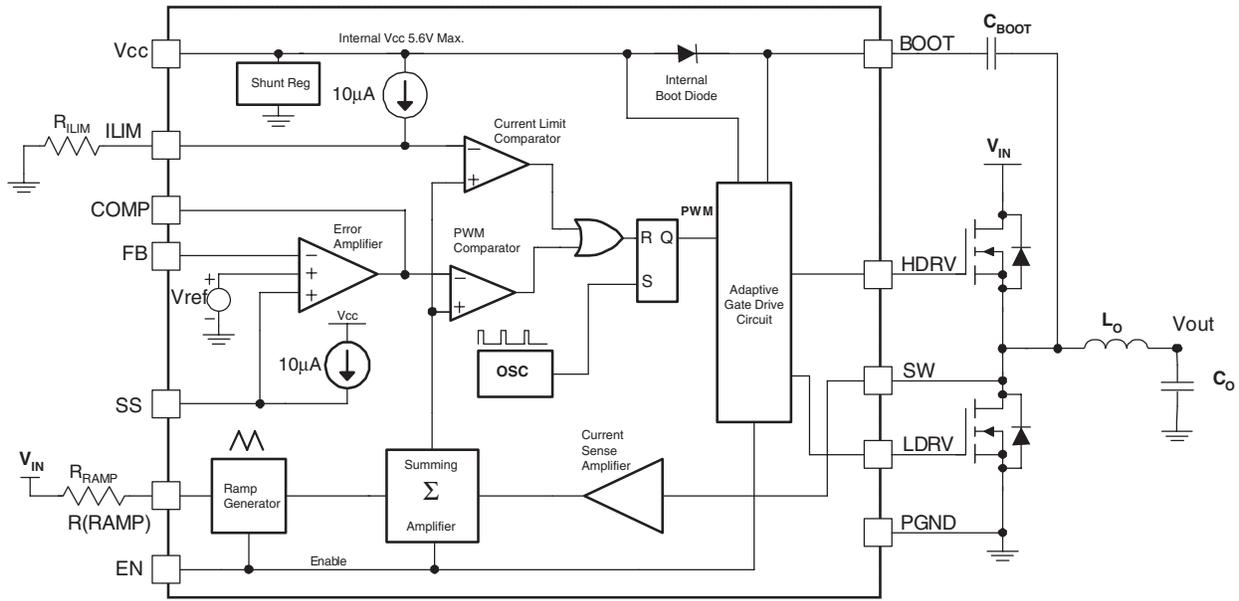 C_BOOT
Internal Vcc 5.6V Max.
Vcc
BOOT
Shunt Reg
10µA
Internal
Boot Diode
R_ILIM
ILIM
Current Limit
Comparator
V_IN
COMP
PWM
Error
Amplifier
PWM
Comparator
R Q
S
FB
−
+
−
+
+
−
+
−
+
Vref
−
HDRV
Adaptive
Gate Drive
Circuit
Vcc
10µA
OSC
L_O
Vout
SW
C_O
SS
Current
Sense
Amplifier
LDRV
V_IN
R_RAMP
R(RAMP)
Ramp
Generator
Summing
Σ
Amplifier
PGND
EN
Enable